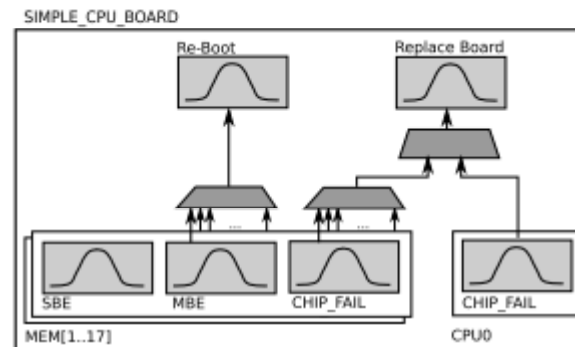 SIMPLE_CPU_BOARD
Re-Boot
Replace Board
...
...
SBE
MBE
CHIP_FAIL
CHIP_FAIL
MEM[1..17]
CPU0